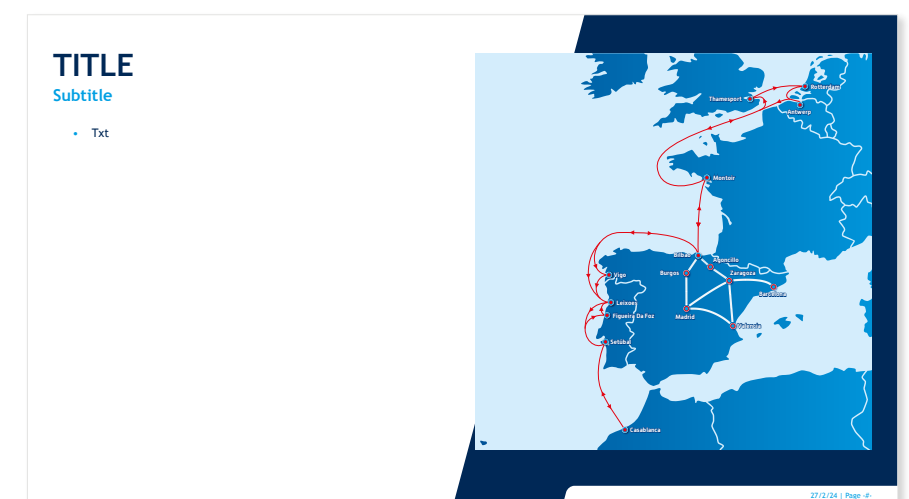 TITLE
Subtitle
• Txt
Rotterdam
Thamesport
Antwerp
Montoir
Bilbao
Agoncillo
Burgos
Zaragoza
Vigo
Barcelona
Leixoes
Figueira Da Foz
Madrid
Valencia
Setúbal
Casablanca
27/2/24 | Page -#-